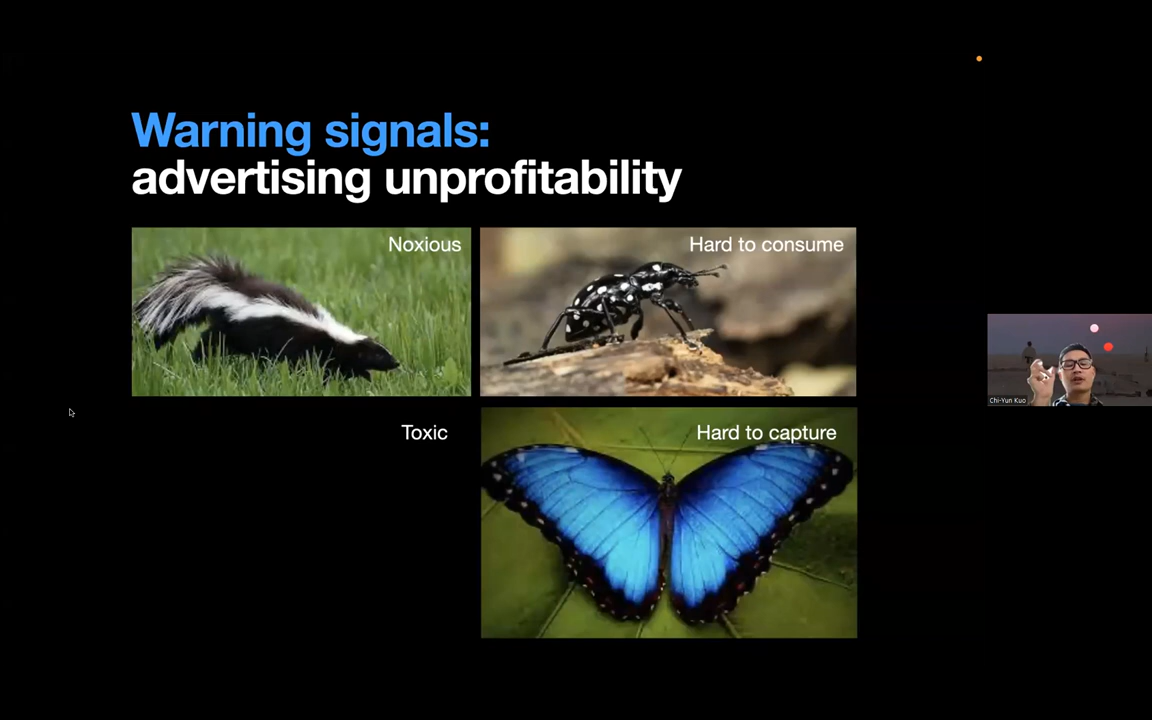 Warning signals:
advertising unprofitability
Noxious
Hard to consume
Toxic
Hard to capture
Chi-Yun Kuo